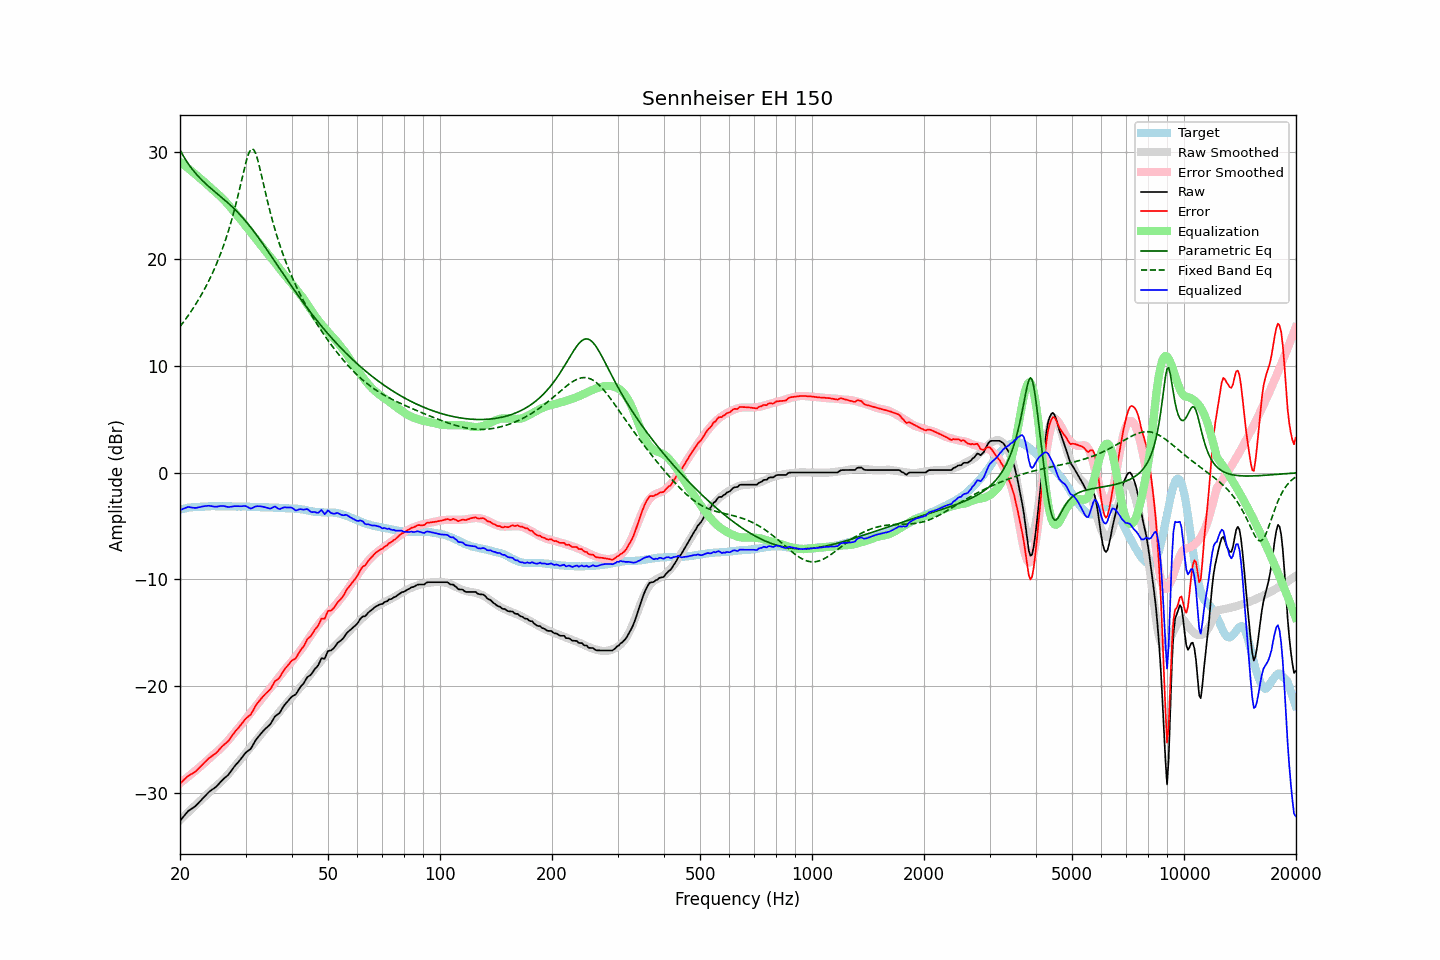 Sennheiser EH 150
Amplitude (dBr)
30
20
10
0
−10
−20
−30
Target
Raw Smoothed
Error Smoothed
Raw
Error
Equalization
Parametric Eq
Fixed Band Eq
Equalized
20 50 100 200 500 1000 2000 5000 10000 20000
Frequency (Hz)